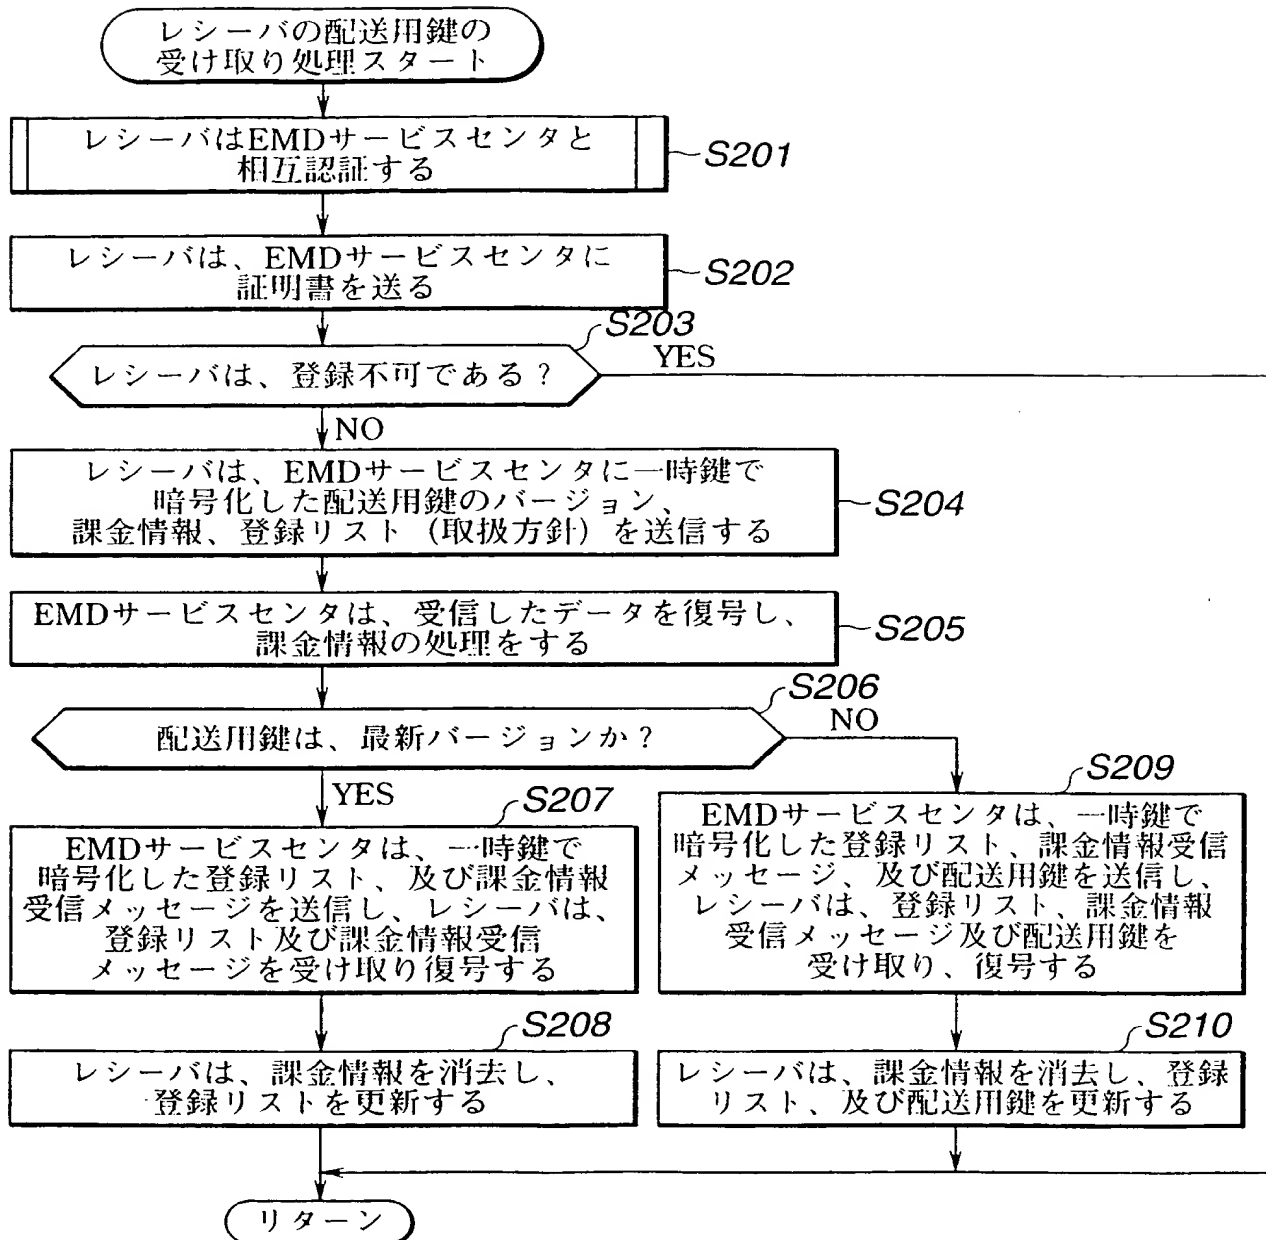 レシーバの配送用鍵の
受け取り処理スタート
レシーバはEMDサービスセンタと
相互認証する
S201
レシーバは、EMDサービスセンタに
証明書を送る
S202
S203
レシーバは、登録不可である？
YES
NO
レシーバは、EMDサービスセンタに一時鍵で
暗号化した配送用鍵のバージョン、
課金情報、登録リスト（取扱方針）を送信する
S204
EMDサービスセンタは、受信したデータを復号し、
課金情報の処理をする
S205
S206
配送用鍵は、最新バージョンか？
NO
YES
S207
EMDサービスセンタは、一時鍵で
暗号化した登録リスト、及び課金情報
受信メッセージを送信し、レシーバは、
登録リスト及び課金情報受信
メッセージを受け取り復号する
S208
レシーバは、課金情報を消去し、
登録リストを更新する
S209
EMDサービスセンタは、一時鍵で
暗号化した登録リスト、課金情報受信
メッセージ、及び配送用鍵を送信し、
レシーバは、登録リスト、課金情報
受信メッセージ及び配送用鍵を
受け取り、復号する
S210
レシーバは、課金情報を消去し、登録
リスト、及び配送用鍵を更新する
リターン